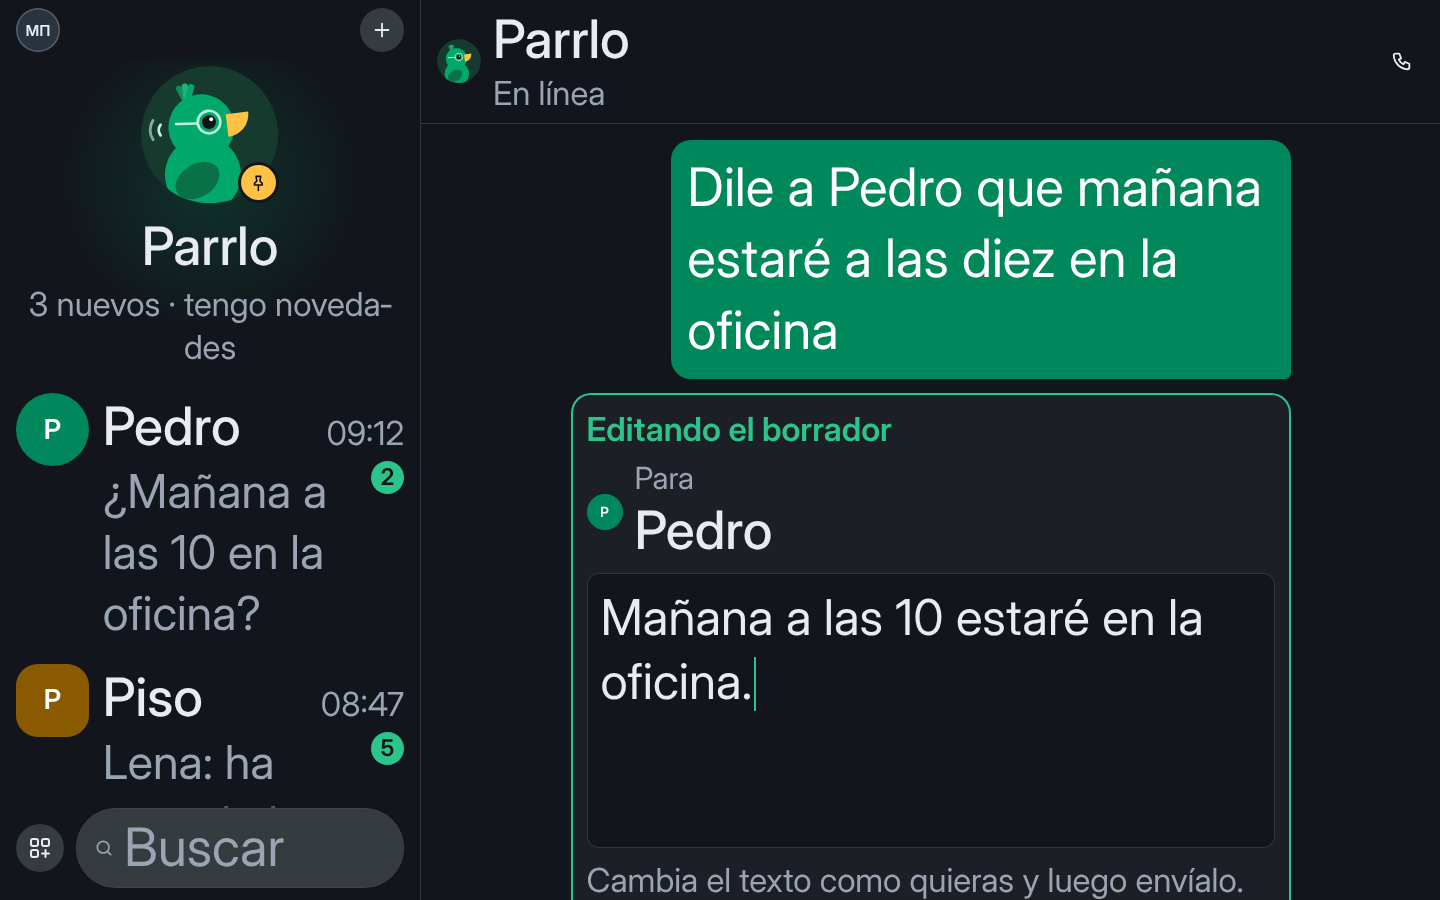 МП
Parrlo
3 nuevos · tengo noveda-
des
P
Pedro
09:12
¿Mañana a
las 10 en la
oficina?
2
P
Piso
08:47
Lena: ha
5
Buscar
Parrlo
En línea
Dile a Pedro que mañana
estaré a las diez en la
oficina
Editando el borrador
Para
P
Pedro
Mañana a las 10 estaré en la
oficina.
Cambia el texto como quieras y luego envíalo.